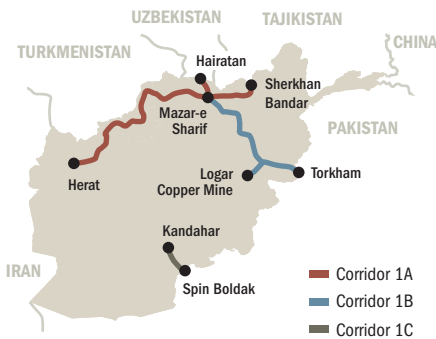 UZBEKISTAN
TAJIKISTAN
TURKMENISTAN
CHINA
Hairatan
Sherkhan
Bandar
Mazar-e
Sharif
PAKISTAN
Logar
Copper Mine
Torkham
Herat
Kandahar
Spin Boldak
IRAN
Corridor 1A
Corridor 1B
Corridor 1C